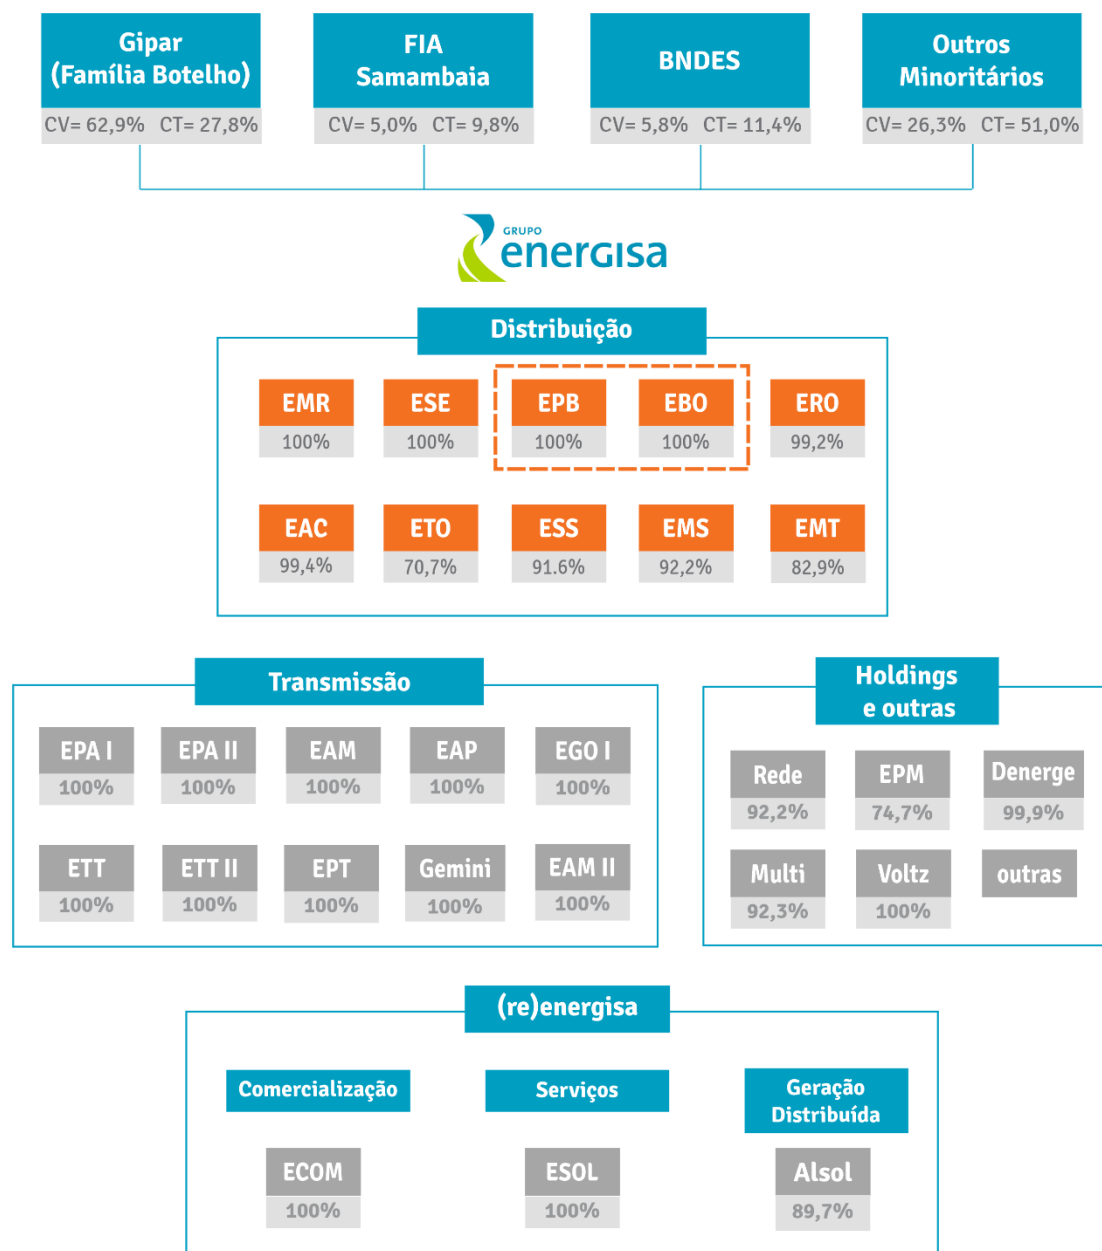 Gipar
(Família Botelho)
FIA
Samambaia
BNDES
Outros
Minoritários
CV= 62,9% CT= 27,8%
CV= 5,0% CT= 9,8%
CV= 5,8% CT= 11,4%
CV= 26,3% CT= 51,0%
GRUPO
energisa
Distribuição
EMR
ESE
EPB
EBO
ERO
100%
100%
100%
100%
99,2%
EAC
ETO
ESS
EMS
EMT
99,4%
70,7%
91.6%
92,2%
82,9%
Transmissão
EPA I
EPA II
EAM
EAP
EGO I
100%
100%
100%
100%
100%
ETT
ETT II
EPT
Gemini
EAM II
100%
100%
100%
100%
100%
Holdings
e outras
Rede
EPM
Denerge
92,2%
74,7%
99,9%
Multi
Voltz
outras
92,3%
100%
(re)energisa
Comercialização
Serviços
Geração
Distribuída
ECOM
ESOL
Alsol
100%
100%
89,7%